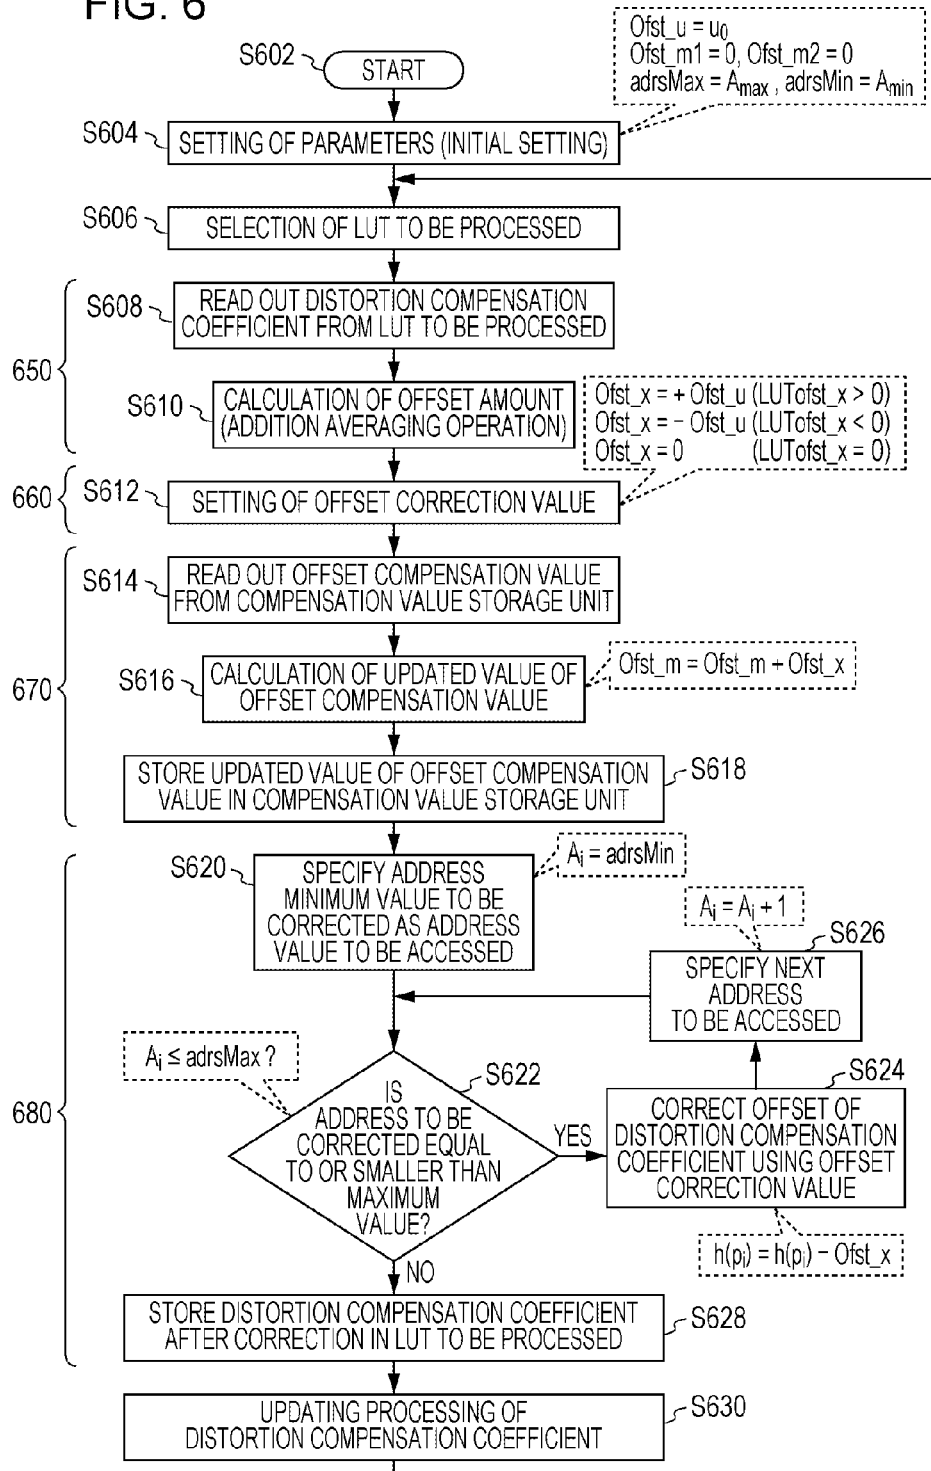 FIG. 6
S602
START
Ofst_u = u0
Ofst_m1 = 0, Ofst_m2 = 0
adrsMax = Amax , adrsMin = Amin
S604
SETTING OF PARAMETERS (INITIAL SETTING)
S606
SELECTION OF LUT TO BE PROCESSED
650
S608
READ OUT DISTORTION COMPENSATION
COEFFICIENT FROM LUT TO BE PROCESSED
S610
CALCULATION OF OFFSET AMOUNT
(ADDITION AVERAGING OPERATION)
Ofst_x = + Ofst_u (LUTofst_x > 0)
Ofst_x = − Ofst_u (LUTofst_x < 0)
Ofst_x = 0 (LUTofst_x = 0)
660
S612
SETTING OF OFFSET CORRECTION VALUE
670
S614
READ OUT OFFSET COMPENSATION VALUE
FROM COMPENSATION VALUE STORAGE UNIT
S616
CALCULATION OF UPDATED VALUE OF
OFFSET COMPENSATION VALUE
Ofst_m = Ofst_m + Ofst_x
STORE UPDATED VALUE OF OFFSET COMPENSATION
VALUE IN COMPENSATION VALUE STORAGE UNIT
S618
680
S620
SPECIFY ADDRESS
MINIMUM VALUE TO BE
CORRECTED AS ADDRESS
VALUE TO BE ACCESSED
Ai = adrsMin
Ai = Ai + 1
S626
SPECIFY NEXT
ADDRESS
TO BE ACCESSED
Ai ≤ adrsMax ?
S622
IS
ADDRESS TO BE
CORRECTED EQUAL
TO OR SMALLER THAN
MAXIMUM
VALUE?
YES
S624
CORRECT OFFSET OF
DISTORTION COMPENSATION
COEFFICIENT USING OFFSET
CORRECTION VALUE
h(pi) = h(pi) − Ofst_x
NO
STORE DISTORTION COMPENSATION COEFFICIENT
AFTER CORRECTION IN LUT TO BE PROCESSED
S628
UPDATING PROCESSING OF
DISTORTION COMPENSATION COEFFICIENT
S630